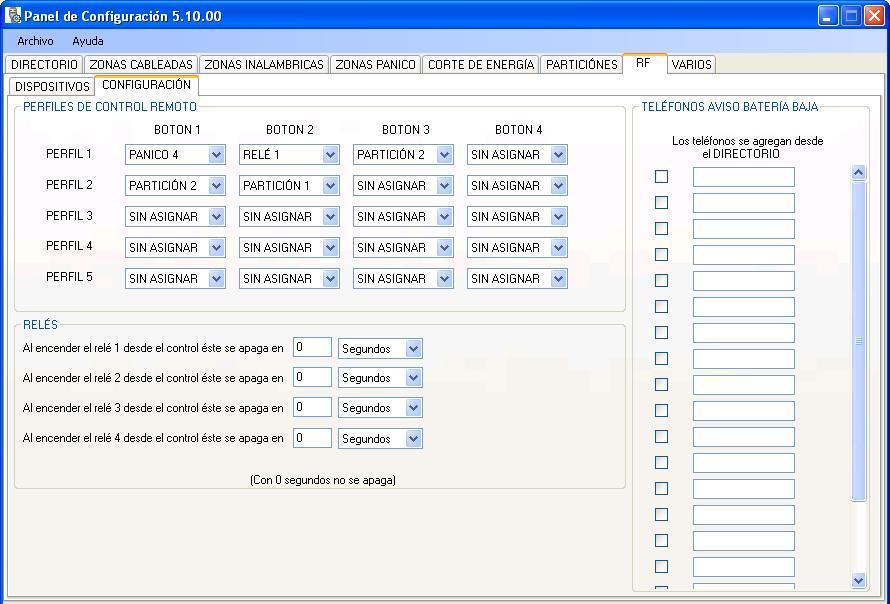 Panel de Configuración 5.10.00
Archivo Ayuda
DIRECTORIO ZONAS CABLEADAS ZONAS INALAMBRICAS ZONAS PANICO CORTE DE ENERGÍA PARTICIÓNES RF VARIOS
DISPOSITIVOS CONFIGURACIÓN
PERFILES DE CONTROL REMOTO
BOTON 1 BOTON 2 BOTON 3 BOTON 4
PERFIL 1 PANICO 4 RELÉ 1 PARTICIÓN 2 SIN ASIGNAR
PERFIL 2 PARTICIÓN 2 PARTICIÓN 1 SIN ASIGNAR SIN ASIGNAR
PERFIL 3 SIN ASIGNAR SIN ASIGNAR SIN ASIGNAR SIN ASIGNAR
PERFIL 4 SIN ASIGNAR SIN ASIGNAR SIN ASIGNAR SIN ASIGNAR
PERFIL 5 SIN ASIGNAR SIN ASIGNAR SIN ASIGNAR SIN ASIGNAR
RELÉS
Al encender el relé 1 desde el control éste se apaga en 0 Segundos
Al encender el relé 2 desde el control éste se apaga en 0 Segundos
Al encender el relé 3 desde el control éste se apaga en 0 Segundos
Al encender el relé 4 desde el control éste se apaga en 0 Segundos
(Con 0 segundos no se apaga)
TELÉFONOS AVISO BATERÍA BAJA
Los teléfonos se agregan desde
el DIRECTORIO